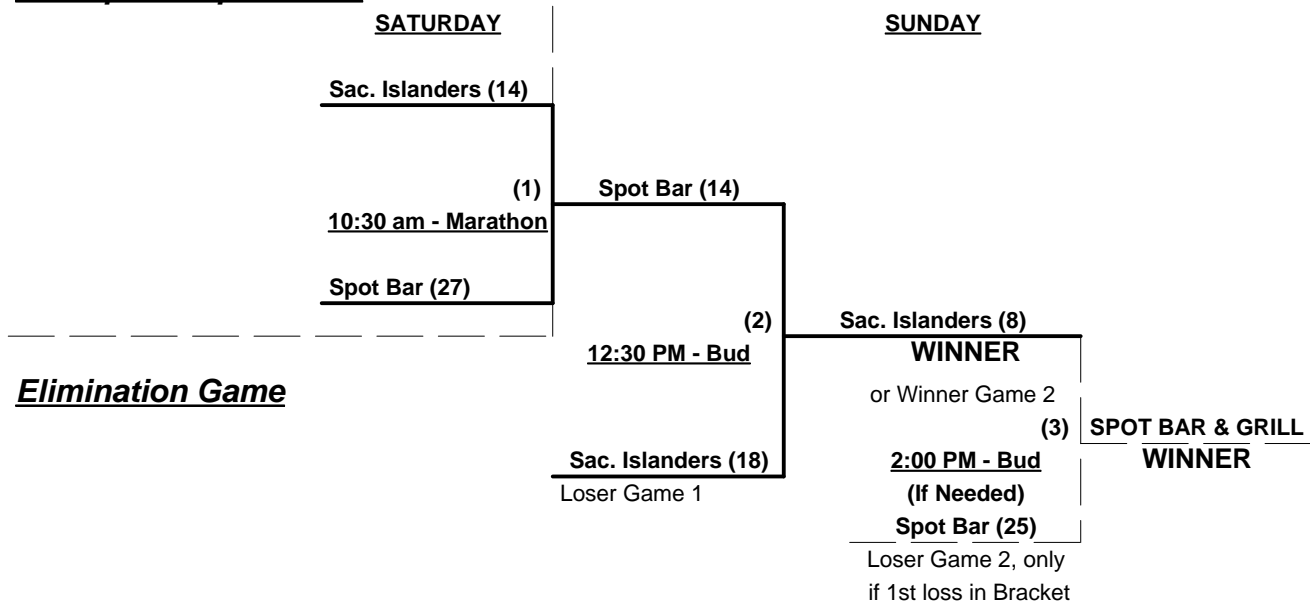 SATURDAY
SUNDAY
Sac. Islanders (14)
(1)
Spot Bar (14)
10:30 am - Marathon
Spot Bar (27)
(2)
Sac. Islanders (8)
12:30 PM - Bud
WINNER
Elimination Game
or Winner Game 2
(3)
SPOT BAR & GRILL
Sac. Islanders (18)
2:00 PM - Bud
WINNER
Loser Game 1
(If Needed)
Spot Bar (25)
Loser Game 2, only
if 1st loss in Bracket